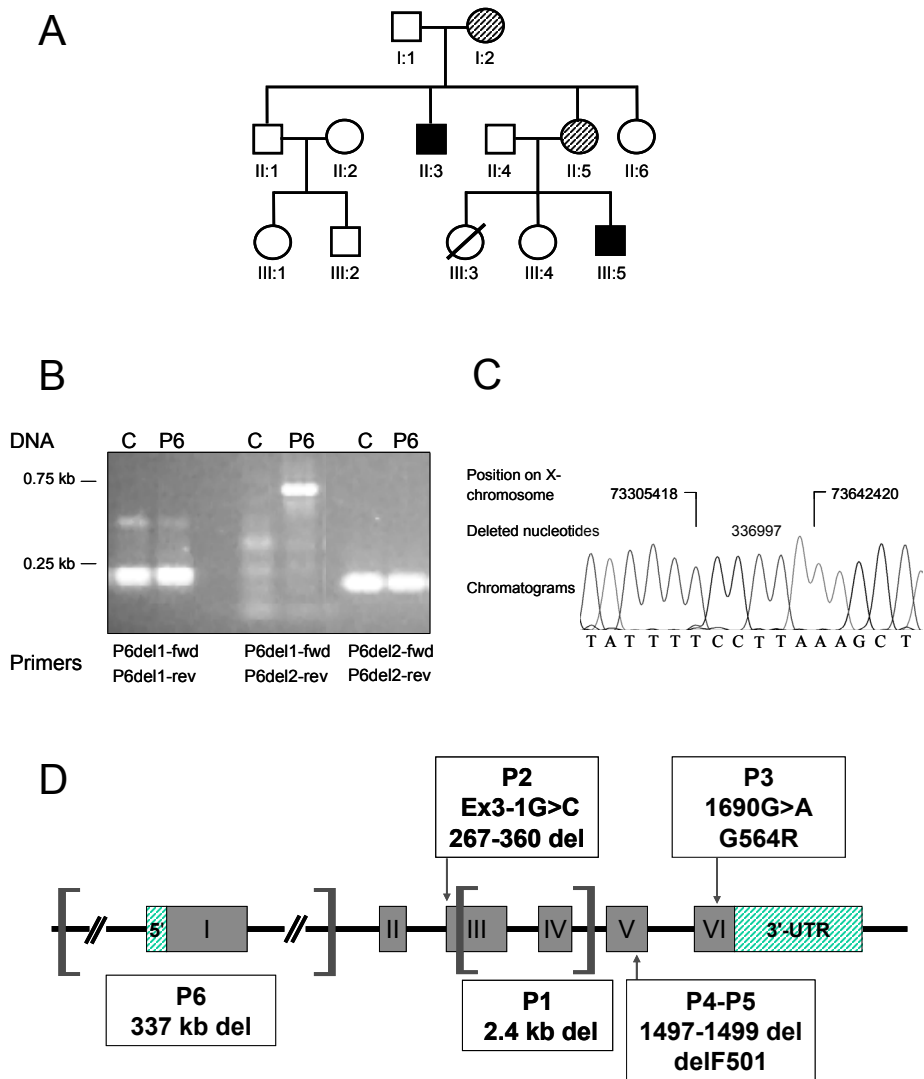 A
I:1 I:2
II:1 II:2 II:3 II:4 II:5 II:6
III:1 III:2 III:3 III:4 III:5
B
DNA C P6 C P6 C P6
0.75 kb
0.25 kb
Primers
P6del1-fwd P6del1-fwd P6del2-fwd
P6del1-rev P6del2-rev P6del2-rev
C
Position on X-
chromosome
73305418 73642420
Deleted nucleotides 336997
Chromatograms
T A T T T T C C T T A A A G C T
D
P2
Ex3-1G>C
267-360 del
P3
1690G>A
G564R
5' I II III IV V VI 3'-UTR
P6
337 kb del
P1
2.4 kb del
P4-P5
1497-1499 del
delF501